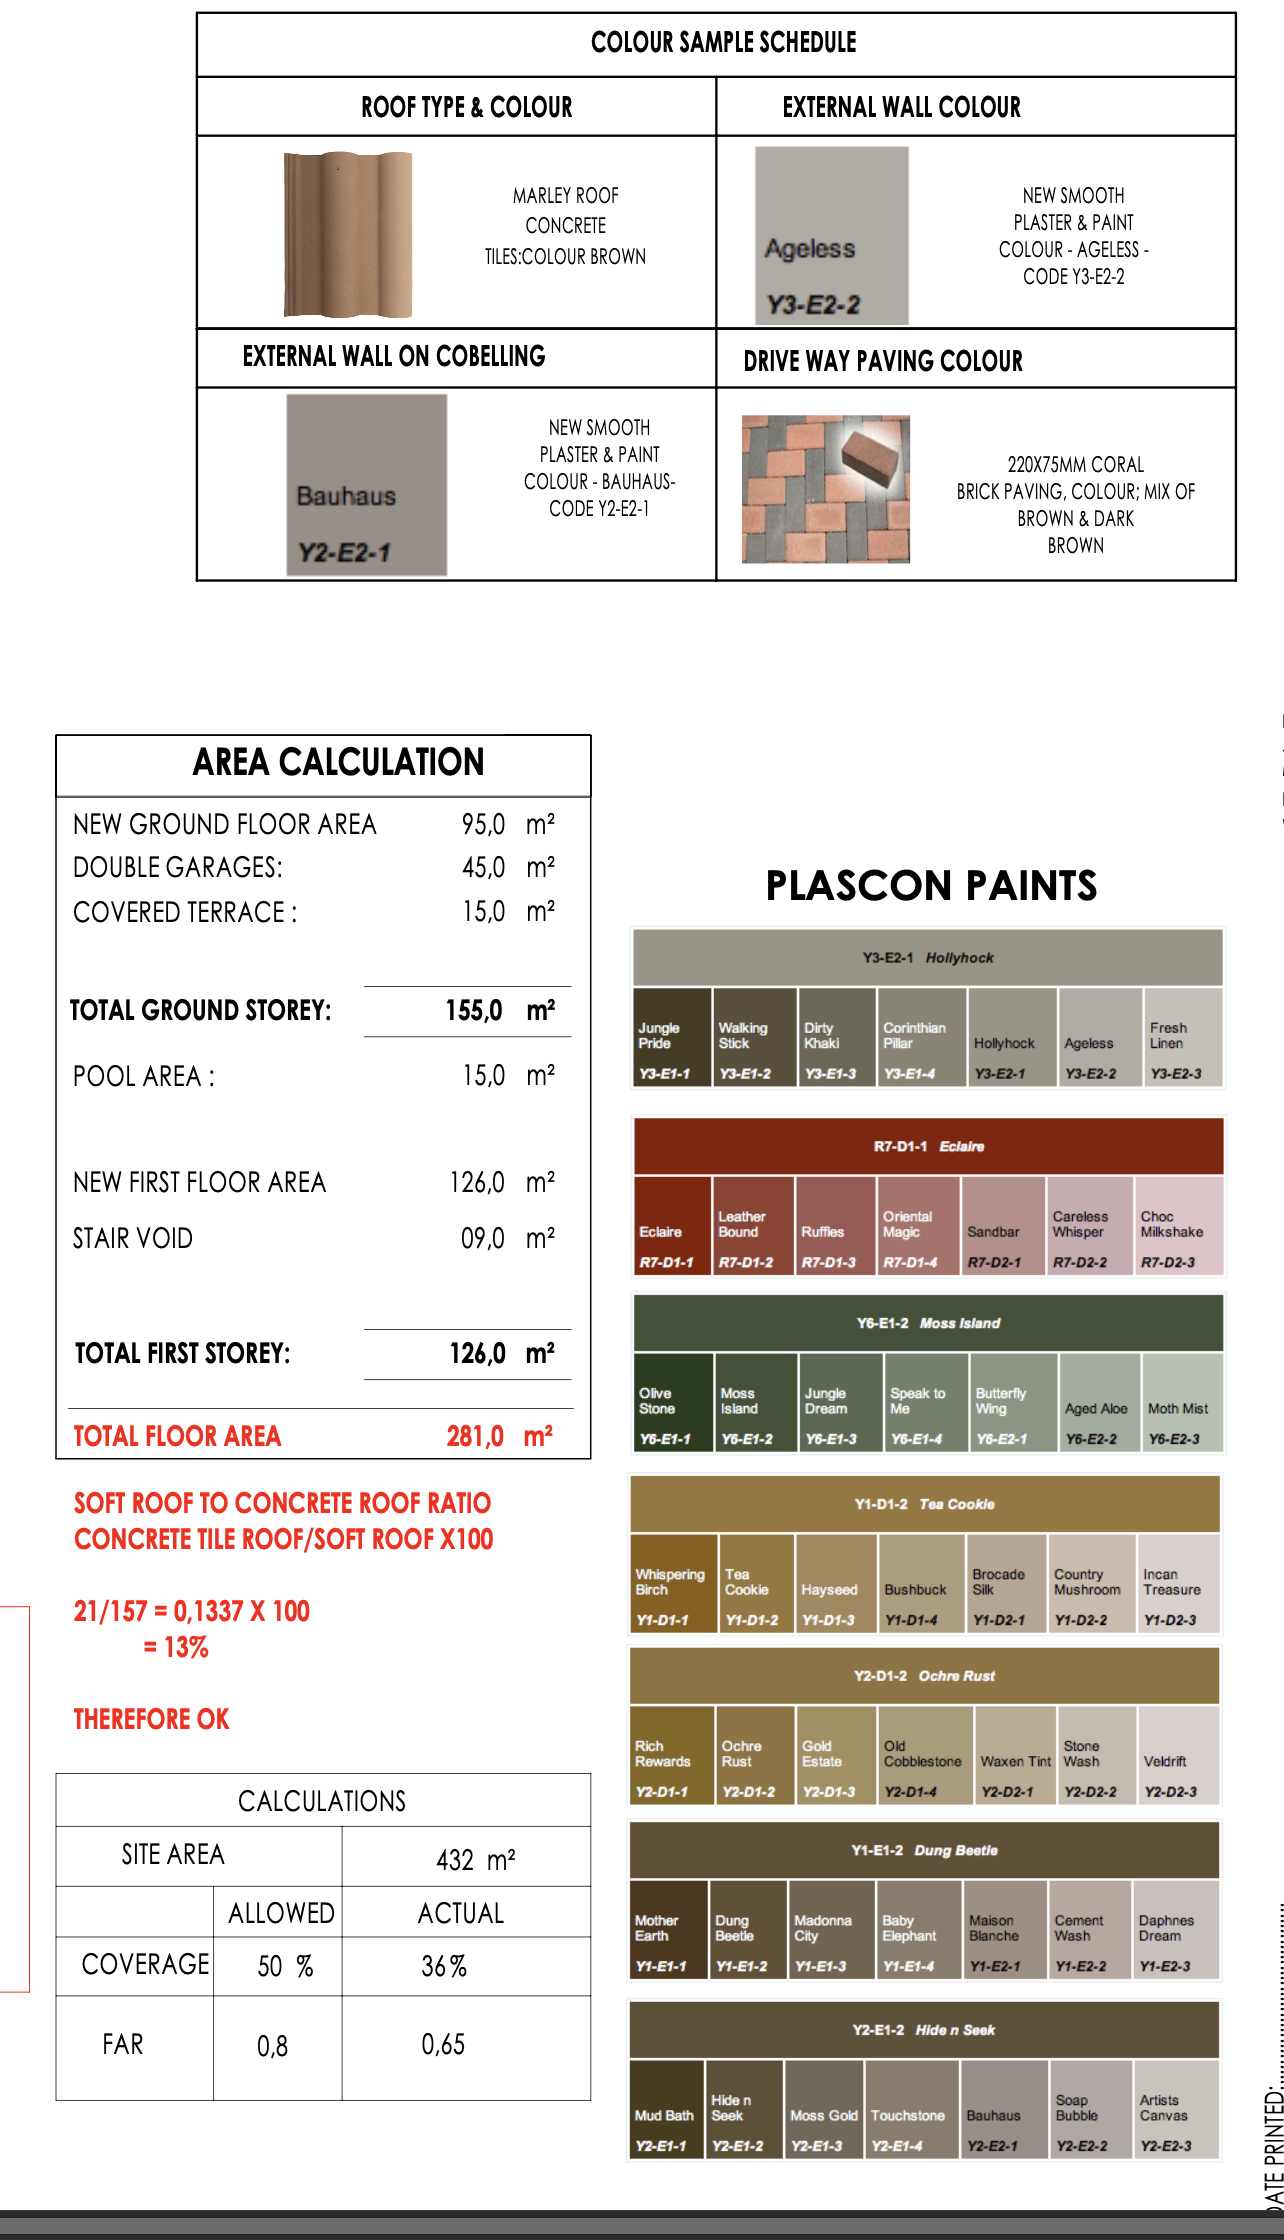 COLOUR SAMPLE SCHEDULE
ROOF TYPE & COLOUR
EXTERNAL WALL COLOUR
MARLEY ROOF
CONCRETE
TILES:COLOUR BROWN
Ageless
Y3-E2-2
NEW SMOOTH
PLASTER & PAINT
COLOUR - AGELESS -
CODE Y3-E2-2
EXTERNAL WALL ON COBELLING
DRIVE WAY PAVING COLOUR
Bauhaus
Y2-E2-1
NEW SMOOTH
PLASTER & PAINT
COLOUR - BAUHAUS-
CODE Y2-E2-1
220X75MM CORAL
BRICK PAVING, COLOUR; MIX OF
BROWN & DARK
BROWN
AREA CALCULATION
NEW GROUND FLOOR AREA 95,0 m²
DOUBLE GARAGES: 45,0 m²
COVERED TERRACE : 15,0 m²
TOTAL GROUND STOREY: 155,0 m²
POOL AREA : 15,0 m²
NEW FIRST FLOOR AREA 126,0 m²
STAIR VOID 09,0 m²
TOTAL FIRST STOREY: 126,0 m²
TOTAL FLOOR AREA 281,0 m²
SOFT ROOF TO CONCRETE ROOF RATIO
CONCRETE TILE ROOF/SOFT ROOF X100
21/157 = 0,1337 X 100
= 13%
THEREFORE OK
CALCULATIONS
SITE AREA 432 m²
ALLOWED ACTUAL
COVERAGE 50 % 36%
FAR 0,8 0,65
PLASCON PAINTS
Y3-E2-1 Hollyhock
Jungle Pride Walking Stick Dirty Khaki Corinthian Pillar Hollyhock Ageless Fresh Linen
Y3-E1-1 Y3-E1-2 Y3-E1-3 Y3-E1-4 Y3-E2-1 Y3-E2-2 Y3-E2-3
R7-D1-1 Eclaire
Eclaire Leather Bound Ruffles Oriental Magic Sandbar Careless Whisper Choc Milkshake
R7-D1-1 R7-D1-2 R7-D1-3 R7-D1-4 R7-D2-1 R7-D2-2 R7-D2-3
Y6-E1-2 Moss Island
Olive Stone Moss Island Jungle Dream Speak to Me Butterfly Wing Aged Aloe Moth Mist
Y6-E1-1 Y6-E1-2 Y6-E1-3 Y6-E1-4 Y6-E2-1 Y6-E2-2 Y6-E2-3
Y1-D1-2 Tea Cookie
Whispering Birch Tea Cookie Hayseed Bushbuck Brocade Silk Country Mushroom Incan Treasure
Y1-D1-1 Y1-D1-2 Y1-D1-3 Y1-D1-4 Y1-D2-1 Y1-D2-2 Y1-D2-3
Y2-D1-2 Ochre Rust
Rich Rewards Ochre Rust Gold Estate Old Cobblestone Waxen Tint Stone Wash Veldrift
Y2-D1-1 Y2-D1-2 Y2-D1-3 Y2-D1-4 Y2-D2-1 Y2-D2-2 Y2-D2-3
Y1-E1-2 Dung Beetle
Mother Earth Dung Beetle Madonna City Baby Elephant Maison Blanche Cement Wash Daphnes Dream
Y1-E1-1 Y1-E1-2 Y1-E1-3 Y1-E1-4 Y1-E2-1 Y1-E2-2 Y1-E2-3
Y2-E1-2 Hide n Seek
Mud Bath Hide n Seek Moss Gold Touchstone Bauhaus Soap Bubble Artists Canvas
Y2-E1-1 Y2-E1-2 Y2-E1-3 Y2-E1-4 Y2-E2-1 Y2-E2-2 Y2-E2-3
PRINTED: